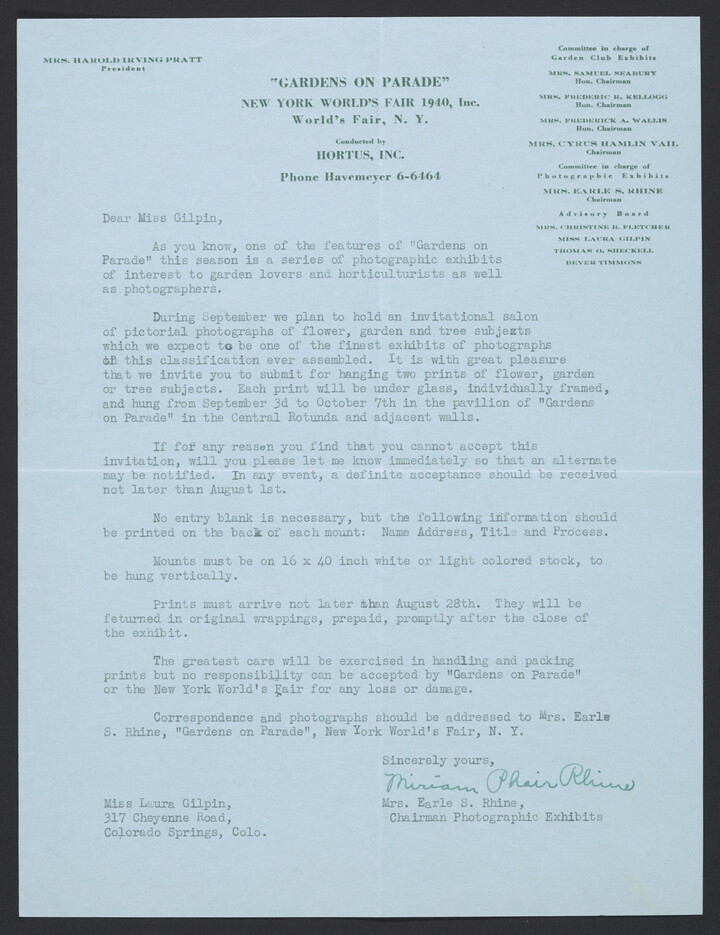 MRS. HAROLD IRVING PRATT
President
"GARDENS ON PARADE"
NEW YORK WORLD'S FAIR 1940, Inc.
World's Fair, N. Y.
Conducted by
HORTUS, INC.
Phone Havemeyer 6-6464
Committee in charge of
Garden Club Exhibits
MRS. SAMUEL SEABURY
Hon. Chairman
MRS. FREDERIC R. KELLOGG
Hon. Chairman
MRS. FREDERICK A. WALLIS
Hon. Chairman
MRS. CYRUS HAMLIN VAIL
Chairman
Committee in charge of
Photographic Exhibits
MRS. EARLE S. RHINE
Chairman
Advisory Board
MRS. CHRISTINE B. FLETCHER
MISS LAURA GILPIN
THOMAS O. SHECKELL
DEVER TIMMONS
Dear Miss Gilpin,
As you know, one of the features of "Gardens on
Parade" this season is a series of photographic exhibits
of interest to garden lovers and horticulturists as well
as photographers.
During September we plan to hold an invitational salon
of pictorial photographs of flower, garden and tree subjects
which we expect to be one of the finest exhibits of photographs
of this classification ever assembled. It is with great pleasure
that we invite you to submit for hanging two prints of flower, garden
or tree subjects. Each print will be under glass, individually framed,
and hung from September 3d to October 7th in the pavilion of "Gardens
on Parade" in the Central Rotunda and adjacent walls.
If for any reason you find that you cannot accept this
invitation, will you please let me know immediately so that an alternate
may be notified. In any event, a definite acceptance should be received
not later than August 1st.
No entry blank is necessary, but the following information should
be printed on the back of each mount: Name Address, Title and Process.
Mounts must be on 16 x 40 inch white or light colored stock, to
be hung vertically.
Prints must arrive not later than August 28th. They will be
feturned in original wrappings, prepaid, promptly after the close of
the exhibit.
The greatest care will be exercised in handling and packing
prints but no responsibility can be accepted by "Gardens on Parade"
or the New York World's Fair for any loss or damage.
Correspondence and photographs should be addressed to Mrs. Earle
S. Rhine, "Gardens on Parade", New York World's Fair, N. Y.
Sincerely yours,
Miriam Phair Rhine
Mrs. Earle S. Rhine,
Chairman Photographic Exhibits
Miss Laura Gilpin,
317 Cheyenne Road,
Colorado Springs, Colo.